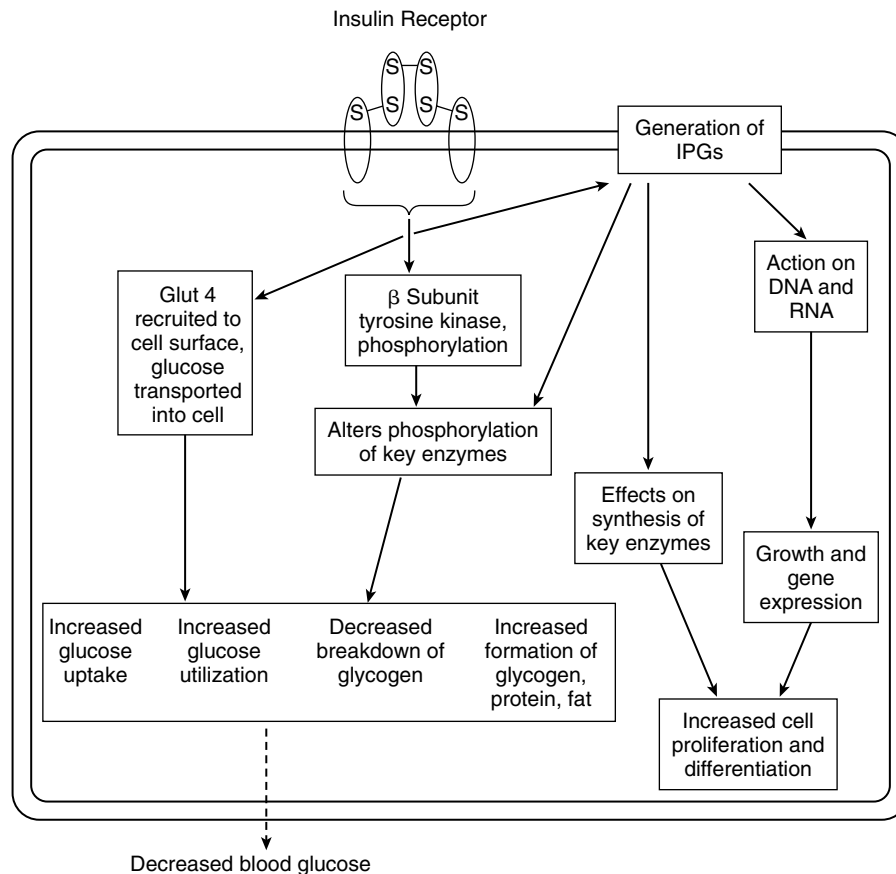 Insulin Receptor
S S
S S
S S
Generation of
IPGs
Glut 4
recruited to
cell surface,
glucose
transported
into cell
β Subunit
tyrosine kinase,
phosphorylation
Action on
DNA and
RNA
Alters phosphorylation
of key enzymes
Effects on
synthesis of
key enzymes
Growth and
gene
expression
Increased
glucose
uptake
Increased
glucose
utilization
Decreased
breakdown of
glycogen
Increased
formation of
glycogen,
protein, fat
Increased cell
proliferation and
differentiation
Decreased blood glucose